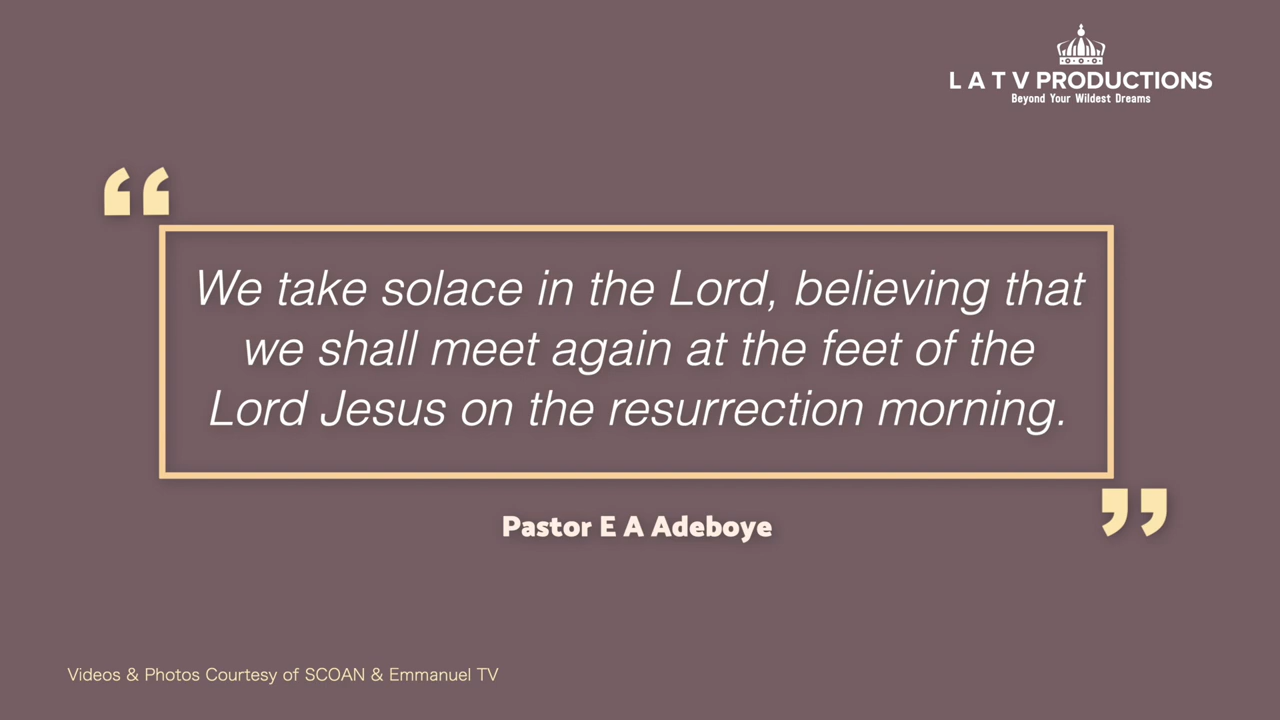 L A T V PRODUCTIONS
Beyond Your Wildest Dreams
“
We take solace in the Lord, believing that
we shall meet again at the feet of the
Lord Jesus on the resurrection morning.
”
Pastor E A Adeboye
Videos & Photos Courtesy of SCOAN & Emmanuel TV